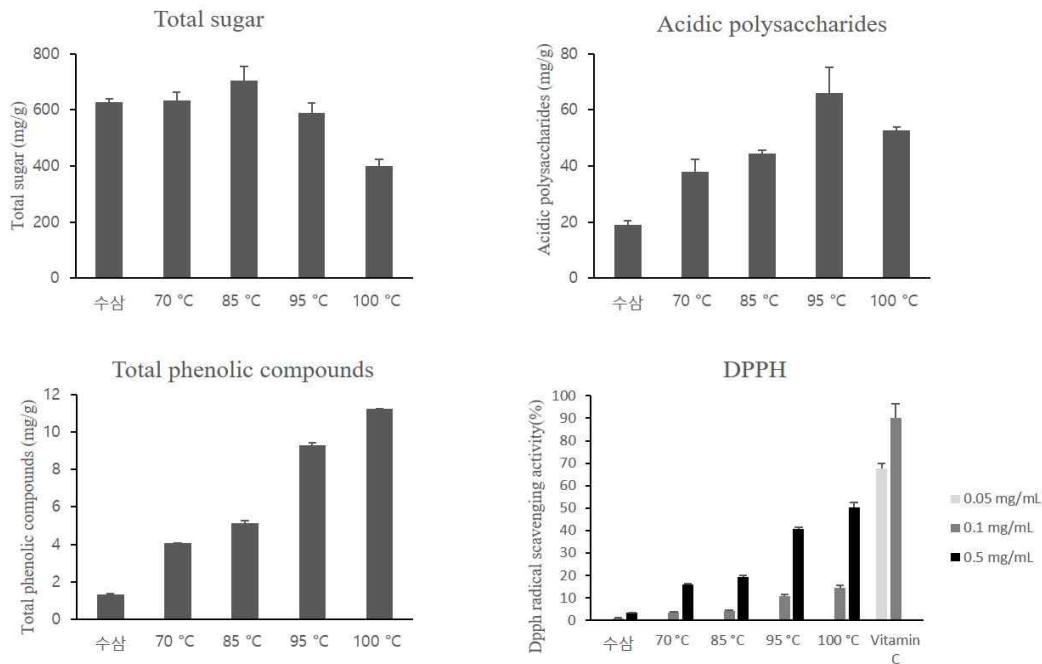 Total sugar
Total sugar (mg/g)
800
600
400
200
0
수삼 70 °C 85 °C 95 °C 100 °C
Acidic polysaccharides
Acidic polysaccharides (mg/g)
80
60
40
20
0
수삼 70 °C 85 °C 95 °C 100 °C
Total phenolic compounds
Total phenolic compounds (mg/g)
12
10
8
6
4
2
0
수삼 70 °C 85 °C 95 °C 100 °C
DPPH
Dpph radical scavenging activity(%)
100
90
80
70
60
50
40
30
20
10
0
수삼 70 °C 85 °C 95 °C 100 °C Vitamin
C
0.05 mg/mL
0.1 mg/mL
0.5 mg/mL